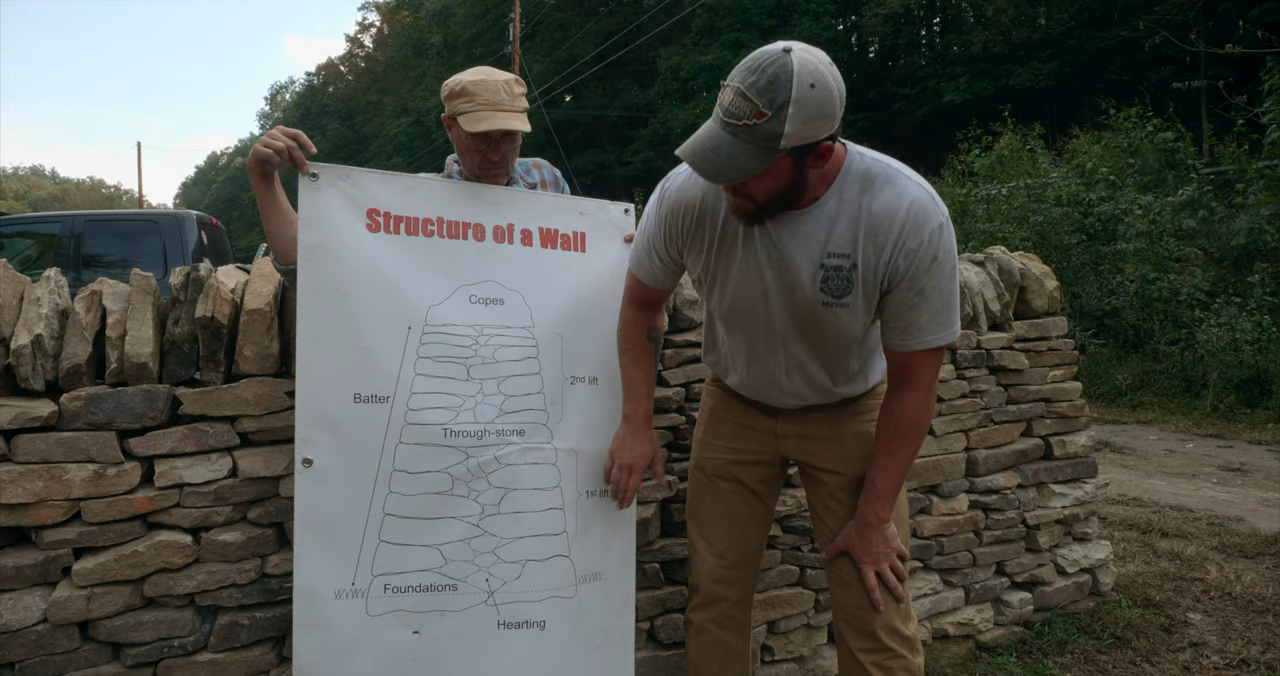 Structure of a Wall
Copes
2nd lift
Batter
Through-stone
1st lift
Foundations
Hearting
Stone
Mason